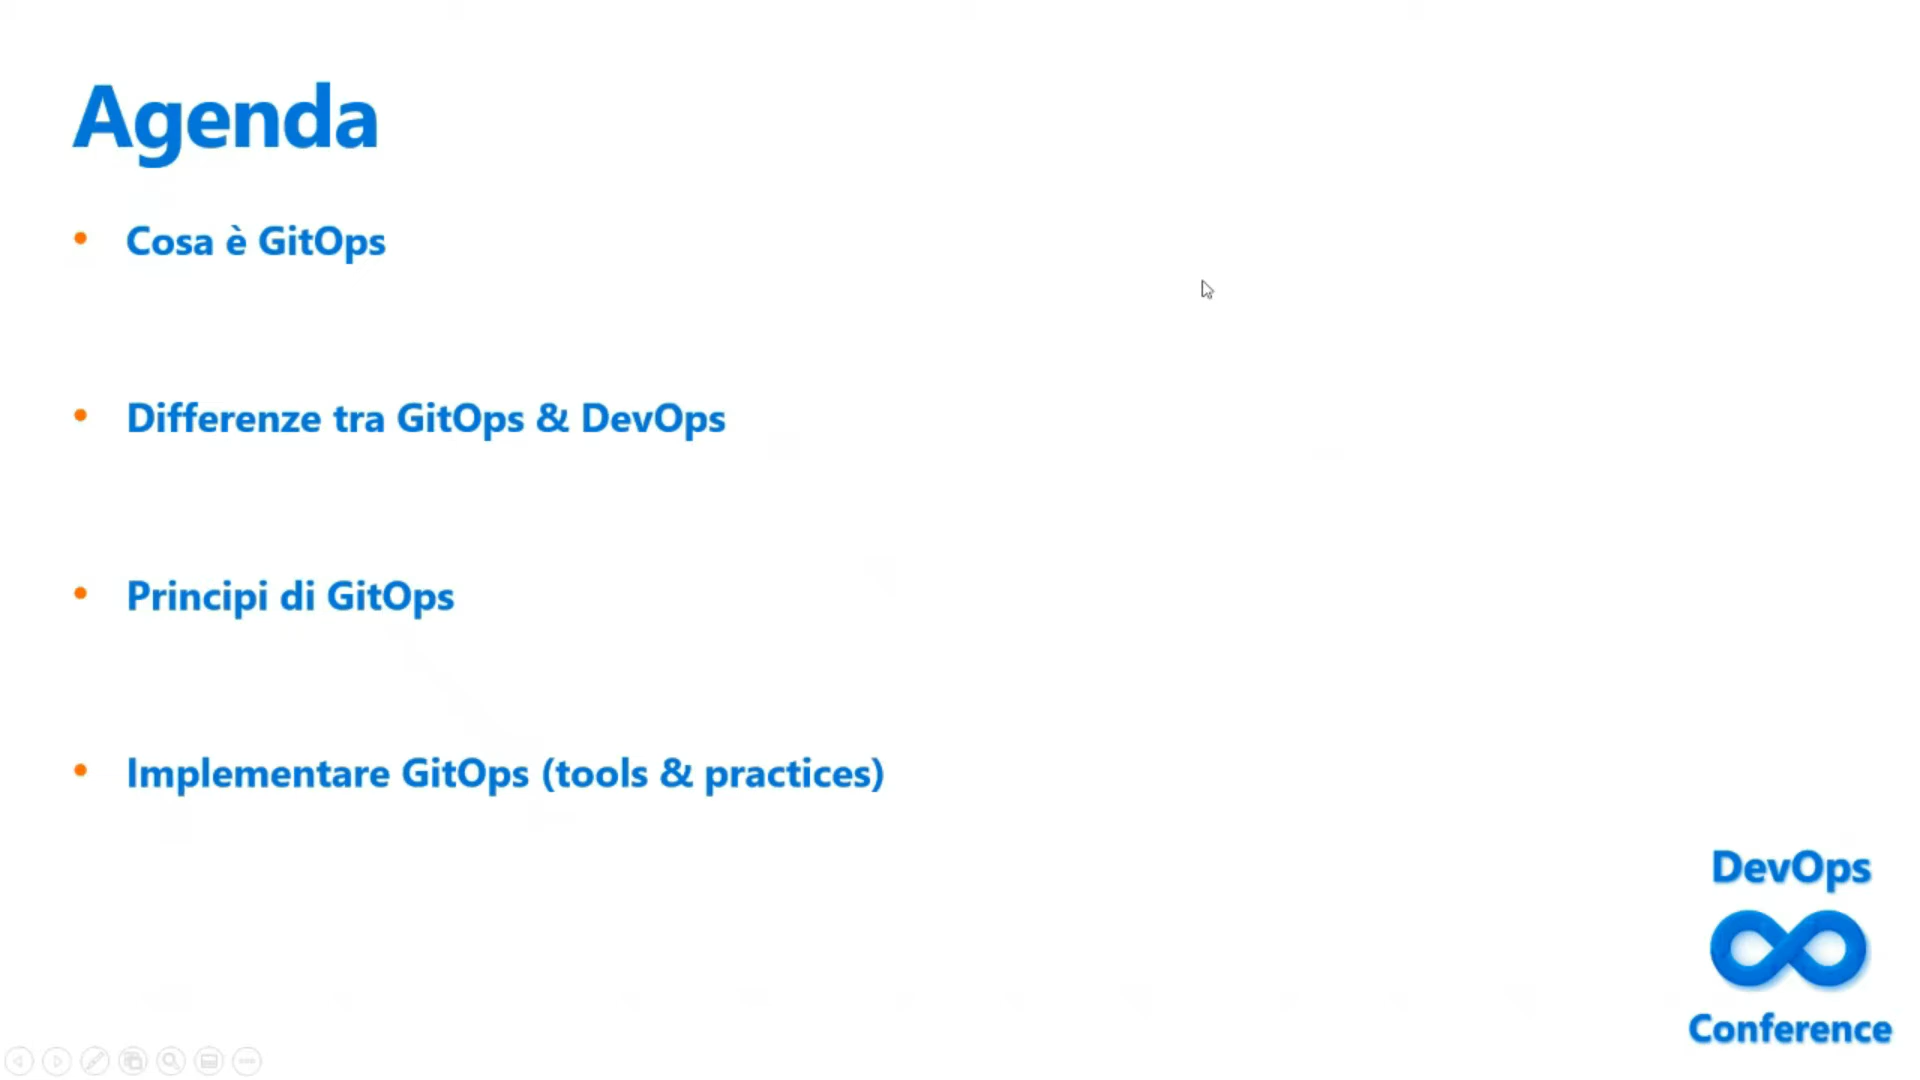 Agenda
• Cosa è GitOps
• Differenze tra GitOps & DevOps
• Principi di GitOps
• Implementare GitOps (tools & practices)
DevOps
Conference